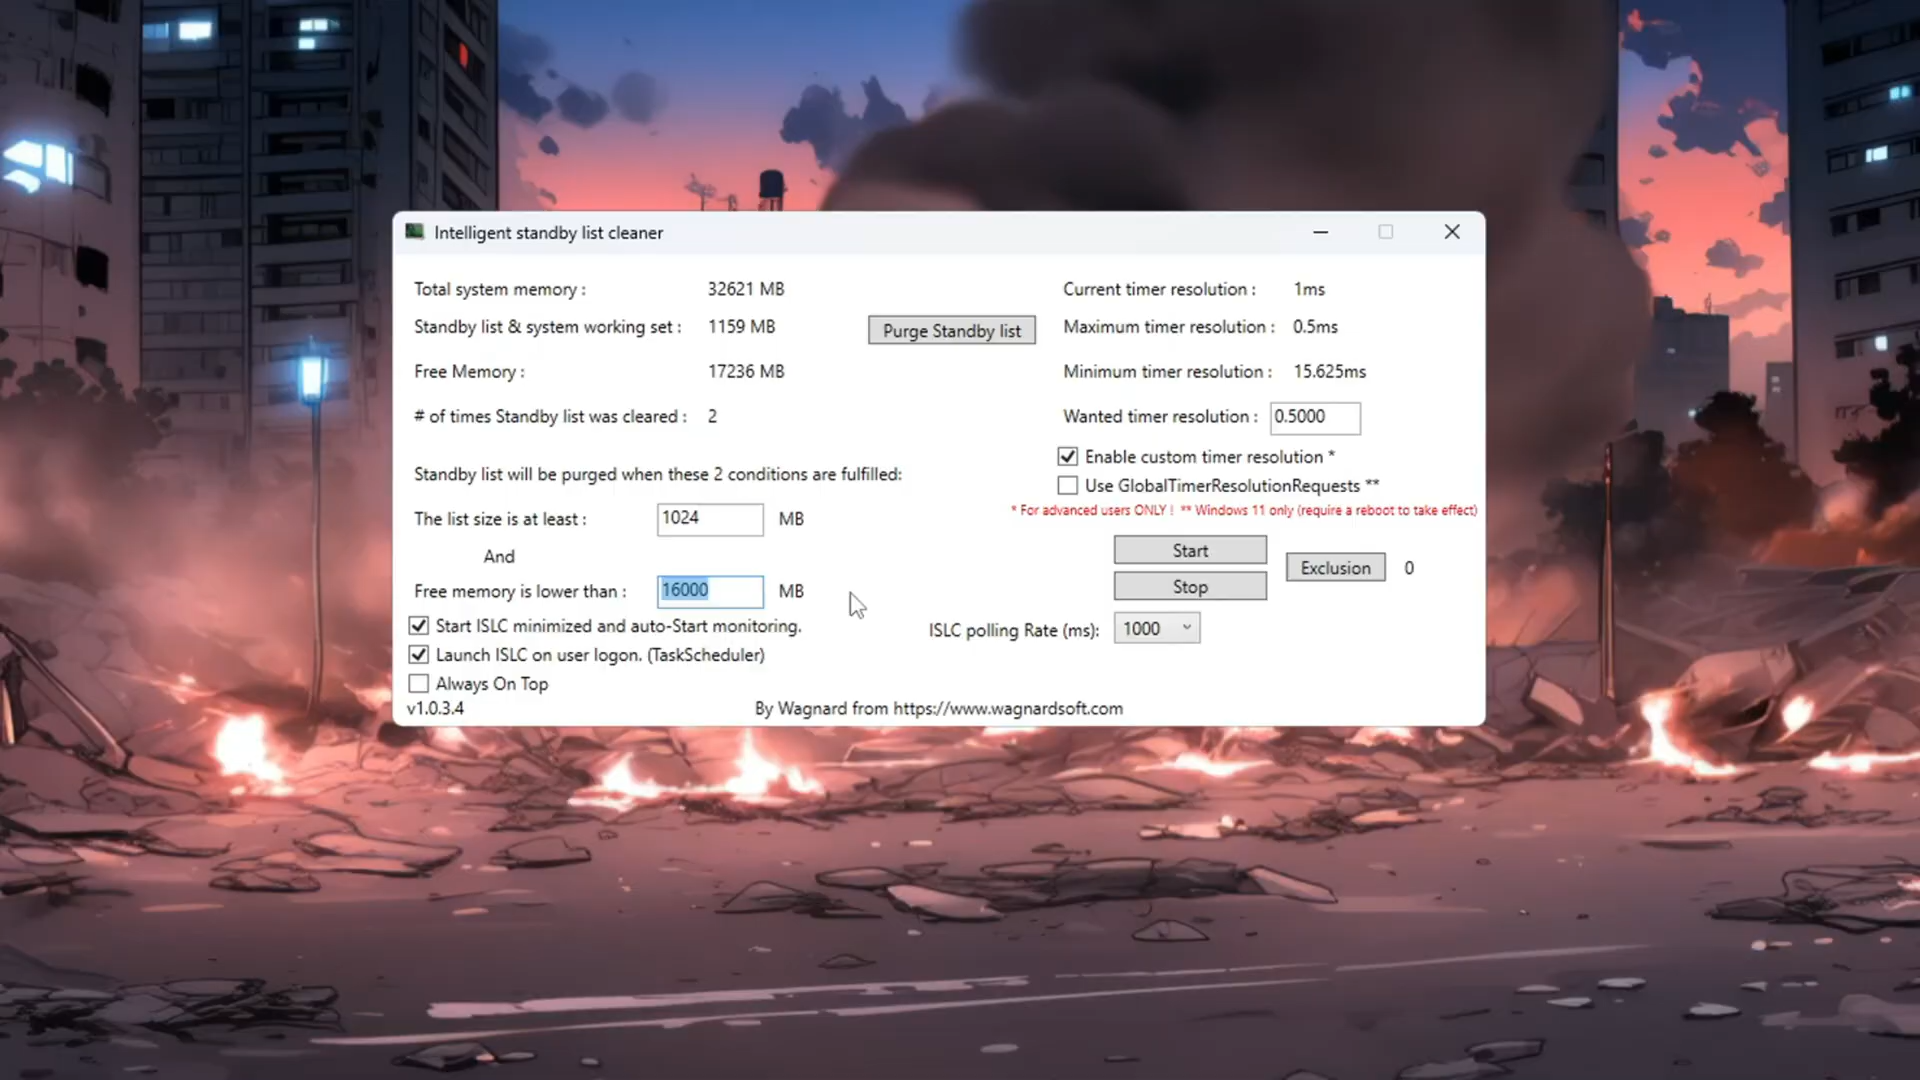 Intelligent standby list cleaner
Total system memory : 32621 MB
Standby list & system working set : 1159 MB
Purge Standby list
Free Memory : 17236 MB
# of times Standby list was cleared : 2
Standby list will be purged when these 2 conditions are fulfilled:
The list size is at least : 1024 MB
And
Free memory is lower than : 16000 MB
Start ISLC minimized and auto-Start monitoring.
Launch ISLC on user logon. (TaskScheduler)
Always On Top
v1.0.3.4
Current timer resolution : 1ms
Maximum timer resolution : 0.5ms
Minimum timer resolution : 15.625ms
Wanted timer resolution : 0.5000
Enable custom timer resolution *
Use GlobalTimerResolutionRequests **
* For advanced users ONLY ! ** Windows 11 only (require a reboot to take effect)
Start
Stop
Exclusion 0
ISLC polling Rate (ms): 1000
By Wagnard from https://www.wagnardsoft.com